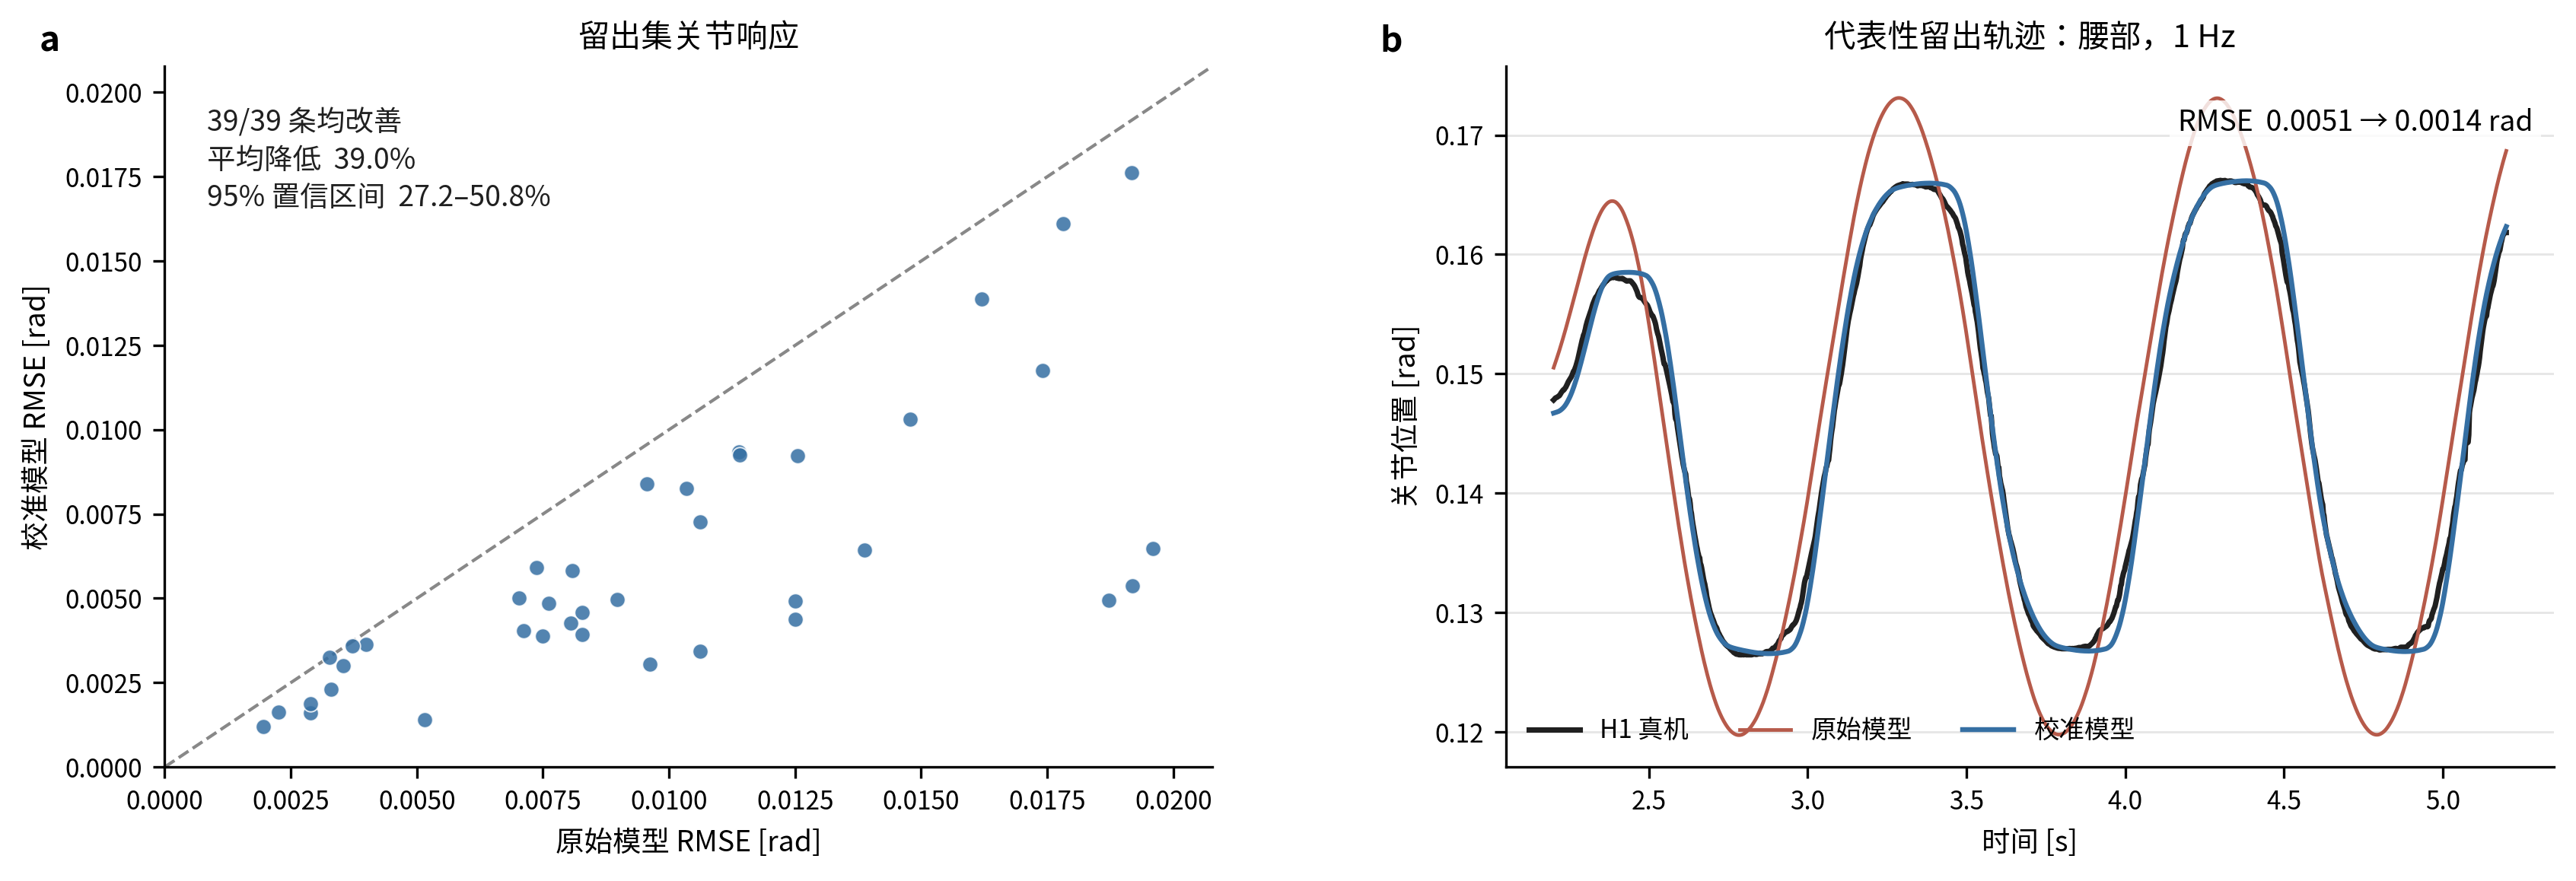 a
留出集关节响应
39/39 条均改善
平均降低 39.0%
95% 置信区间 27.2–50.8%
校准模型 RMSE [rad]
0.0200
0.0175
0.0150
0.0125
0.0100
0.0075
0.0050
0.0025
0.0000
0.0000 0.0025 0.0050 0.0075 0.0100 0.0125 0.0150 0.0175 0.0200
原始模型 RMSE [rad]
b
代表性留出轨迹：腰部，1 Hz
RMSE 0.0051 → 0.0014 rad
关节位置 [rad]
0.17
0.16
0.15
0.14
0.13
0.12
H1 真机 原始模型 校准模型
2.5 3.0 3.5 4.0 4.5 5.0
时间 [s]